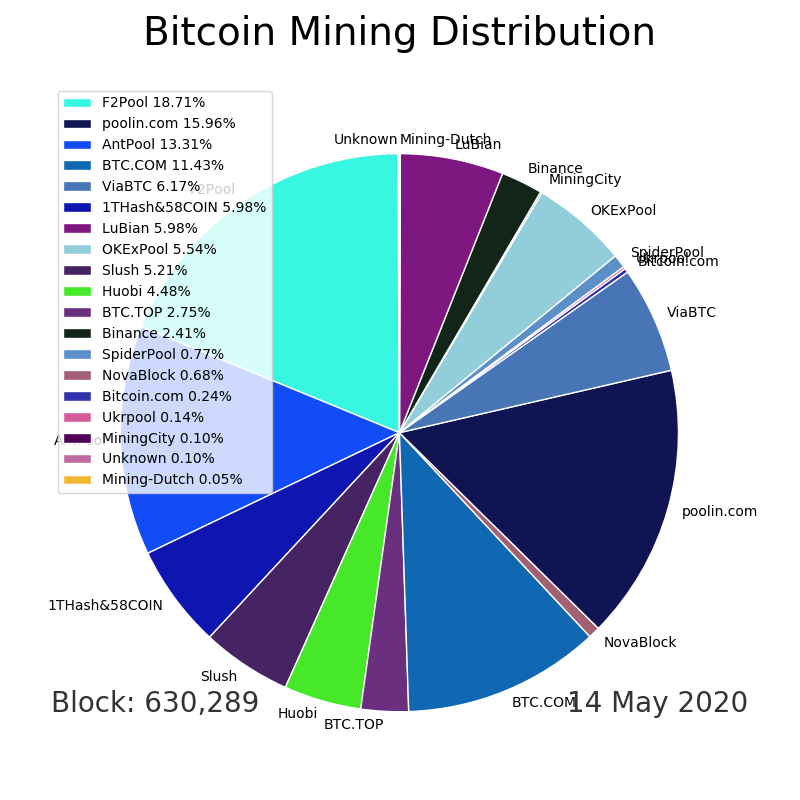 Bitcoin Mining Distribution
F2Pool 18.71%
poolin.com 15.96%
AntPool 13.31%
BTC.COM 11.43%
ViaBTC 6.17%
1THash&58COIN 5.98%
LuBian 5.98%
OKExPool 5.54%
Slush 5.21%
Huobi 4.48%
BTC.TOP 2.75%
Binance 2.41%
SpiderPool 0.77%
NovaBlock 0.68%
Bitcoin.com 0.24%
Ukrpool 0.14%
MiningCity 0.10%
Unknown 0.10%
Mining-Dutch 0.05%
Unknown
Mining-Dutch
LuBian
Binance
MiningCity
OKExPool
SpiderPool
Ukrpool
Bitcoin.com
ViaBTC
poolin.com
NovaBlock
BTC.COM
BTC.TOP
Huobi
Slush
1THash&58COIN
AntPool
F2Pool
Block: 630,289
14 May 2020